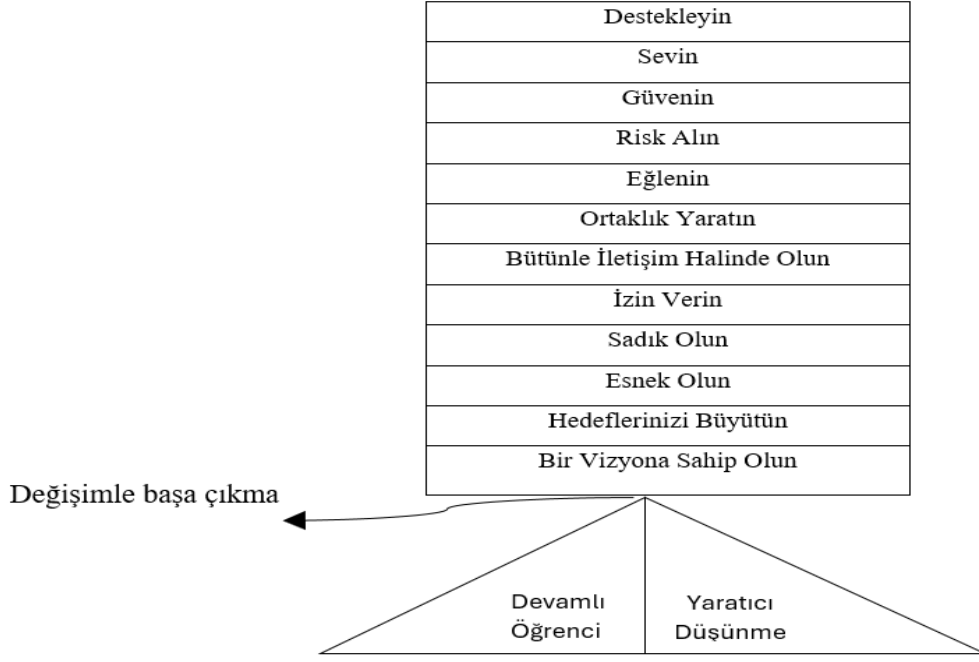 Destekleyin
Sevin
Güvenin
Risk Alın
Eğlenin
Ortaklık Yaratın
Bütünle İletişim Halinde Olun
İzin Verin
Sadık Olun
Esnek Olun
Hedeflerinizi Büyütün
Bir Vizyona Sahip Olun
Değişimle başa çıkma
Devamlı
Öğrenci
Yaratıcı
Düşünme